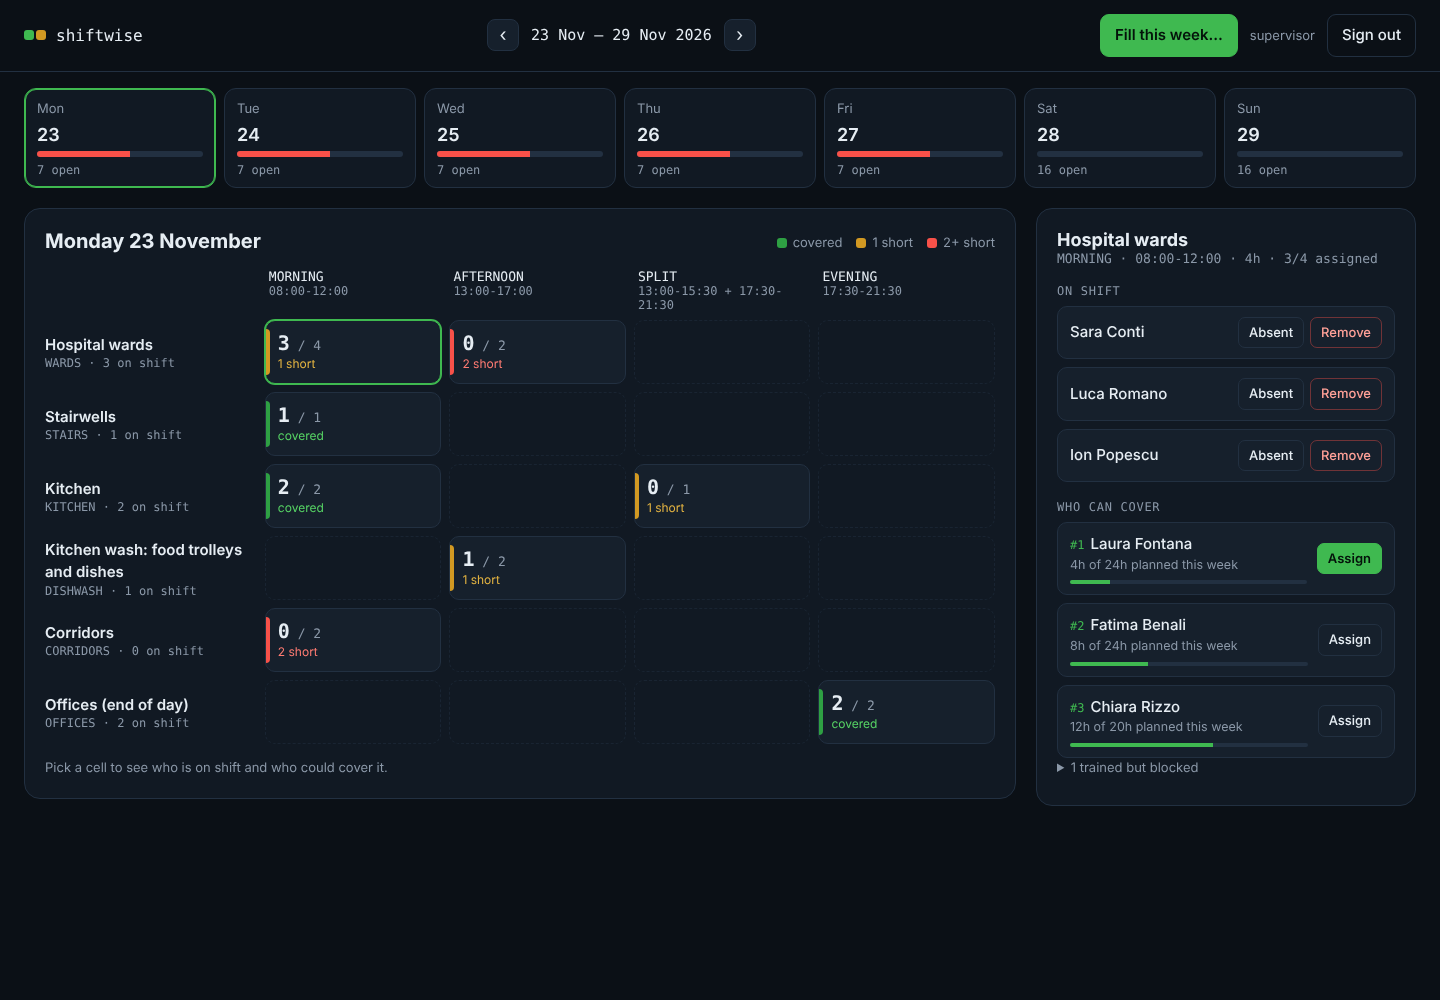 shiftwise
‹ 23 Nov – 29 Nov 2026 ›
Fill this week...
supervisor
Sign out
Mon
23
7 open
Tue
24
7 open
Wed
25
7 open
Thu
26
7 open
Fri
27
7 open
Sat
28
16 open
Sun
29
16 open
Monday 23 November
covered
1 short
2+ short
MORNING
08:00-12:00
AFTERNOON
13:00-17:00
SPLIT
13:00-15:30 + 17:30-
21:30
EVENING
17:30-21:30
Hospital wards
WARDS · 3 on shift
3 / 4
1 short
0 / 2
2 short
Stairwells
STAIRS · 1 on shift
1 / 1
covered
Kitchen
KITCHEN · 2 on shift
2 / 2
covered
0 / 1
1 short
Kitchen wash: food trolleys
and dishes
DISHWASH · 1 on shift
1 / 2
1 short
Corridors
CORRIDORS · 0 on shift
0 / 2
2 short
Offices (end of day)
OFFICES · 2 on shift
2 / 2
covered
Pick a cell to see who is on shift and who could cover it.
Hospital wards
MORNING · 08:00-12:00 · 4h · 3/4 assigned
ON SHIFT
Sara Conti Absent Remove
Luca Romano Absent Remove
Ion Popescu Absent Remove
WHO CAN COVER
#1 Laura Fontana
4h of 24h planned this week
Assign
#2 Fatima Benali
8h of 24h planned this week
Assign
#3 Chiara Rizzo
12h of 20h planned this week
Assign
1 trained but blocked